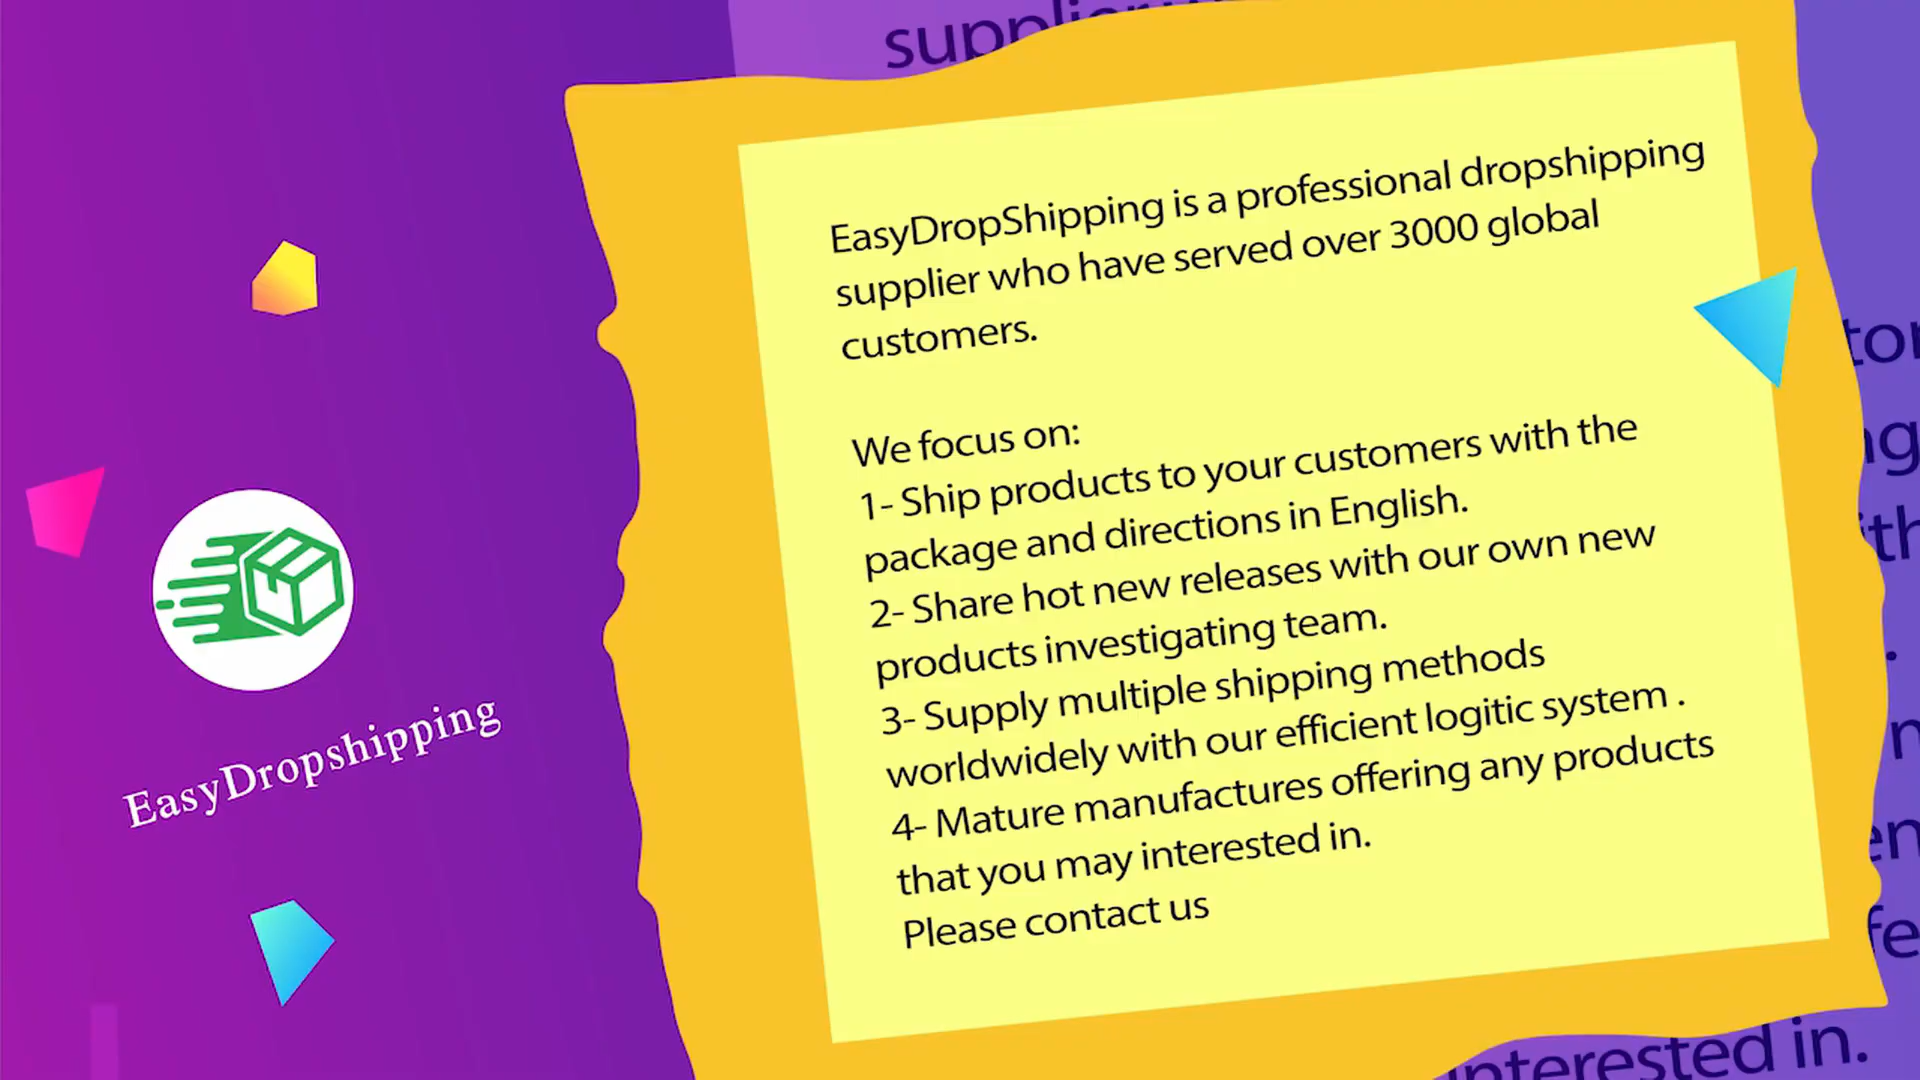 EasyDropShipping is a professional dropshipping
supplier who have served over 3000 global
customers.
We focus on:
1- Ship products to your customers with the
package and directions in English.
2- Share hot new releases with our own new
products investigating team.
3- Supply multiple shipping methods
worldwidely with our efficient logitic system .
4- Mature manufactures offering any products
that you may interested in.
Please contact us
EasyDropshipping
interested in.